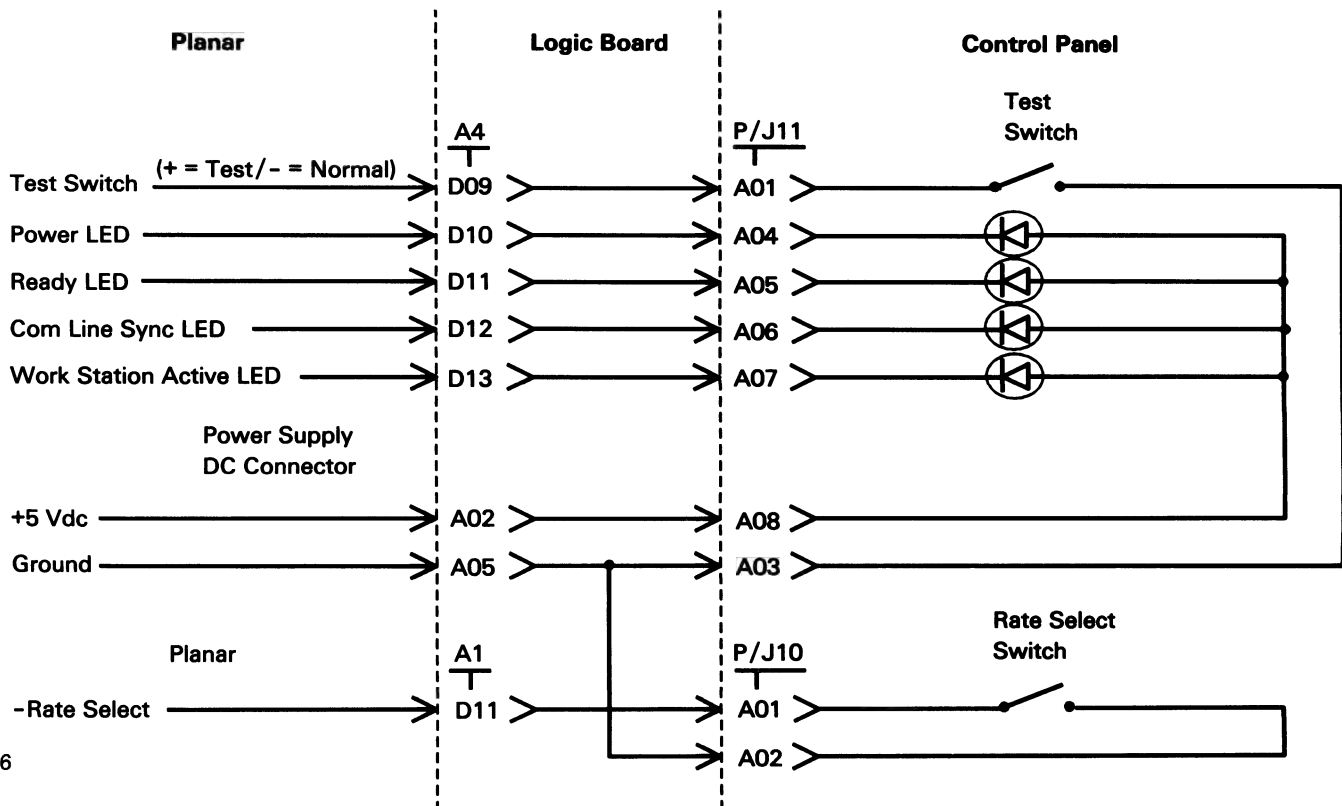 Planar
Logic Board
Control Panel
Test
Switch
A4
P/J11
Test Switch (+ = Test/- = Normal) D09 A01
Power LED D10 A04
Ready LED D11 A05
Com Line Sync LED D12 A06
Work Station Active LED D13 A07
Power Supply
DC Connector
+5 Vdc A02 A08
Ground A05 A03
Rate Select
Switch
Planar
A1
P/J10
-Rate Select D11 A01
A02
6